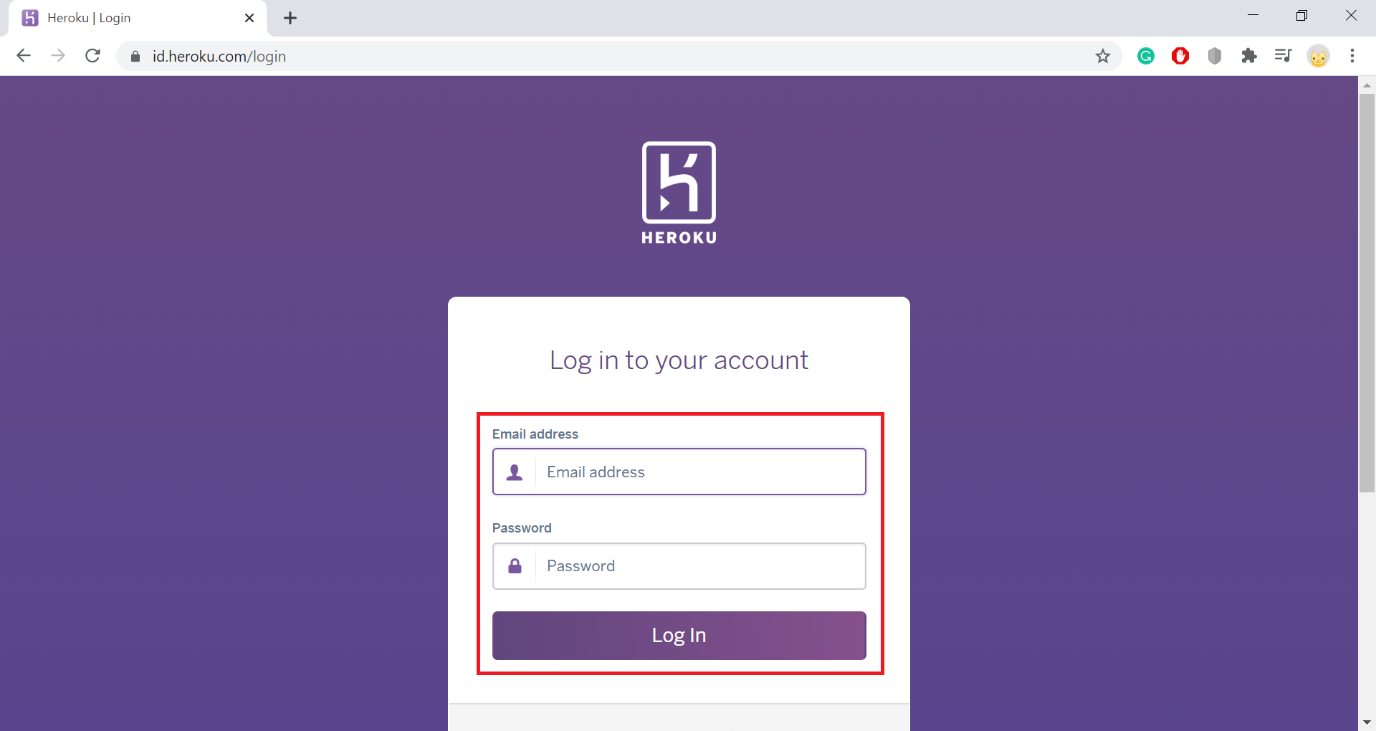 Heroku | Login
id.heroku.com/login
HEROKU
Log in to your account
Email address
Email address
Password
Password
Log In